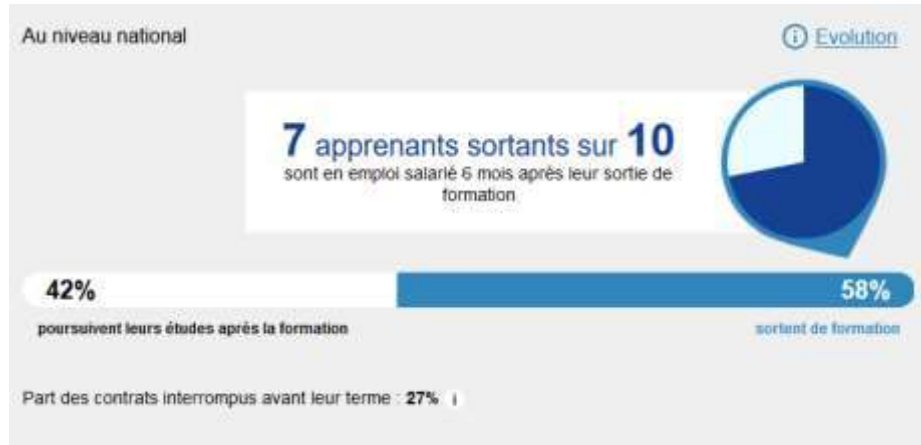 Au niveau national
Evolution
7 apprenants sortants sur 10
sont en emploi salarié 6 mois après leur sortie de
formation
42%
58%
poursuivent leurs études après la formation
sortent de formation
Part des contrats interrompus avant leur terme : 27% i